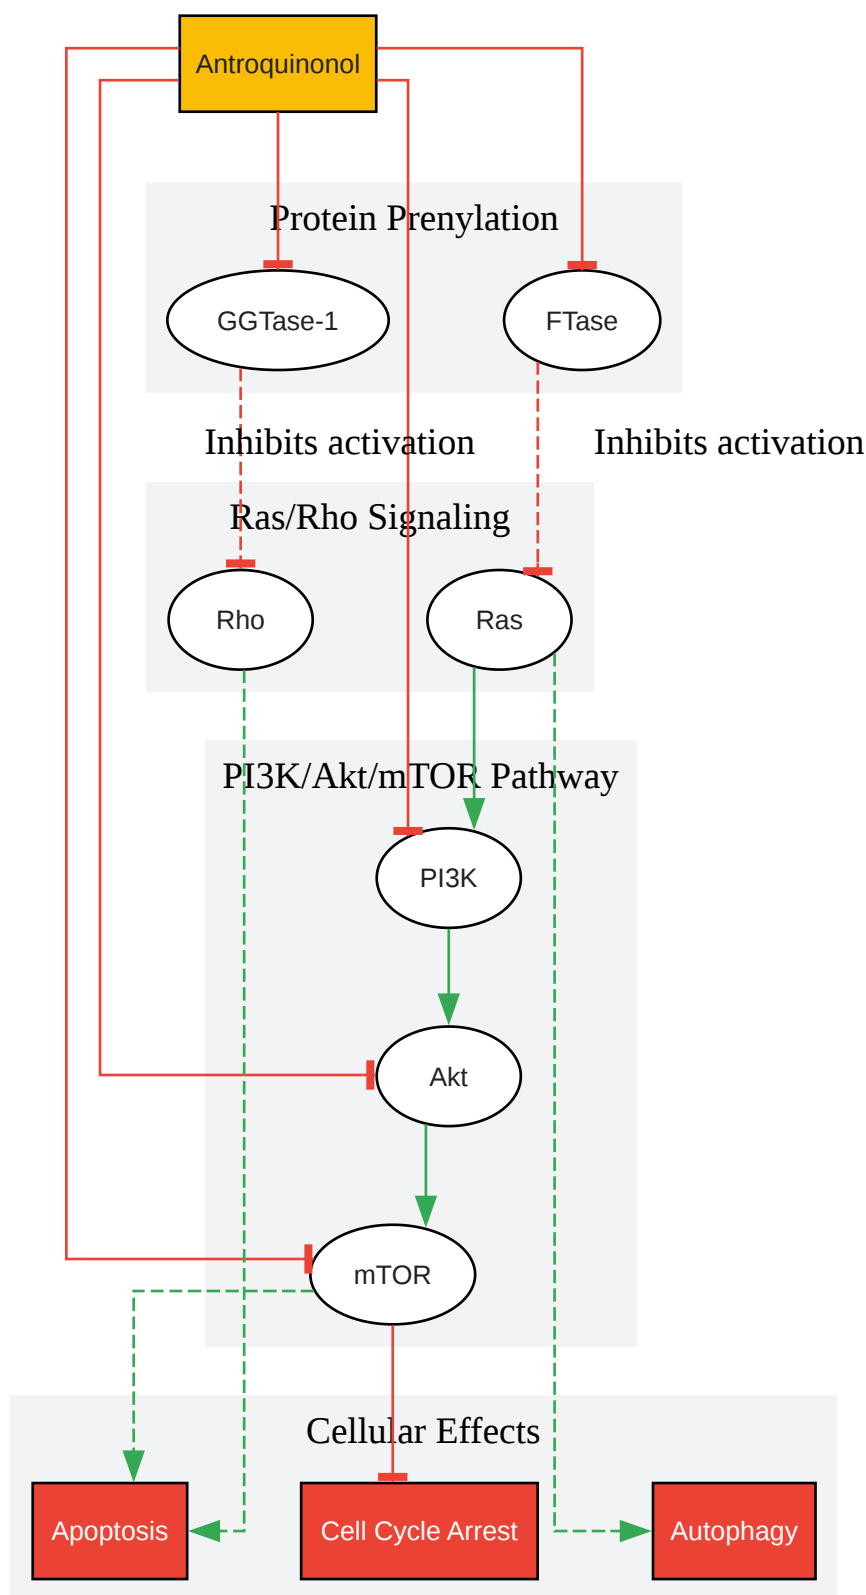 Antroquinonol
Protein Prenylation
GGTase-1
FTase
Inhibits activation
Inhibits activation
Ras/Rho Signaling
Rho
Ras
PI3K/Akt/mTOR Pathway
PI3K
Akt
mTOR
Cellular Effects
Apoptosis
Cell Cycle Arrest
Autophagy